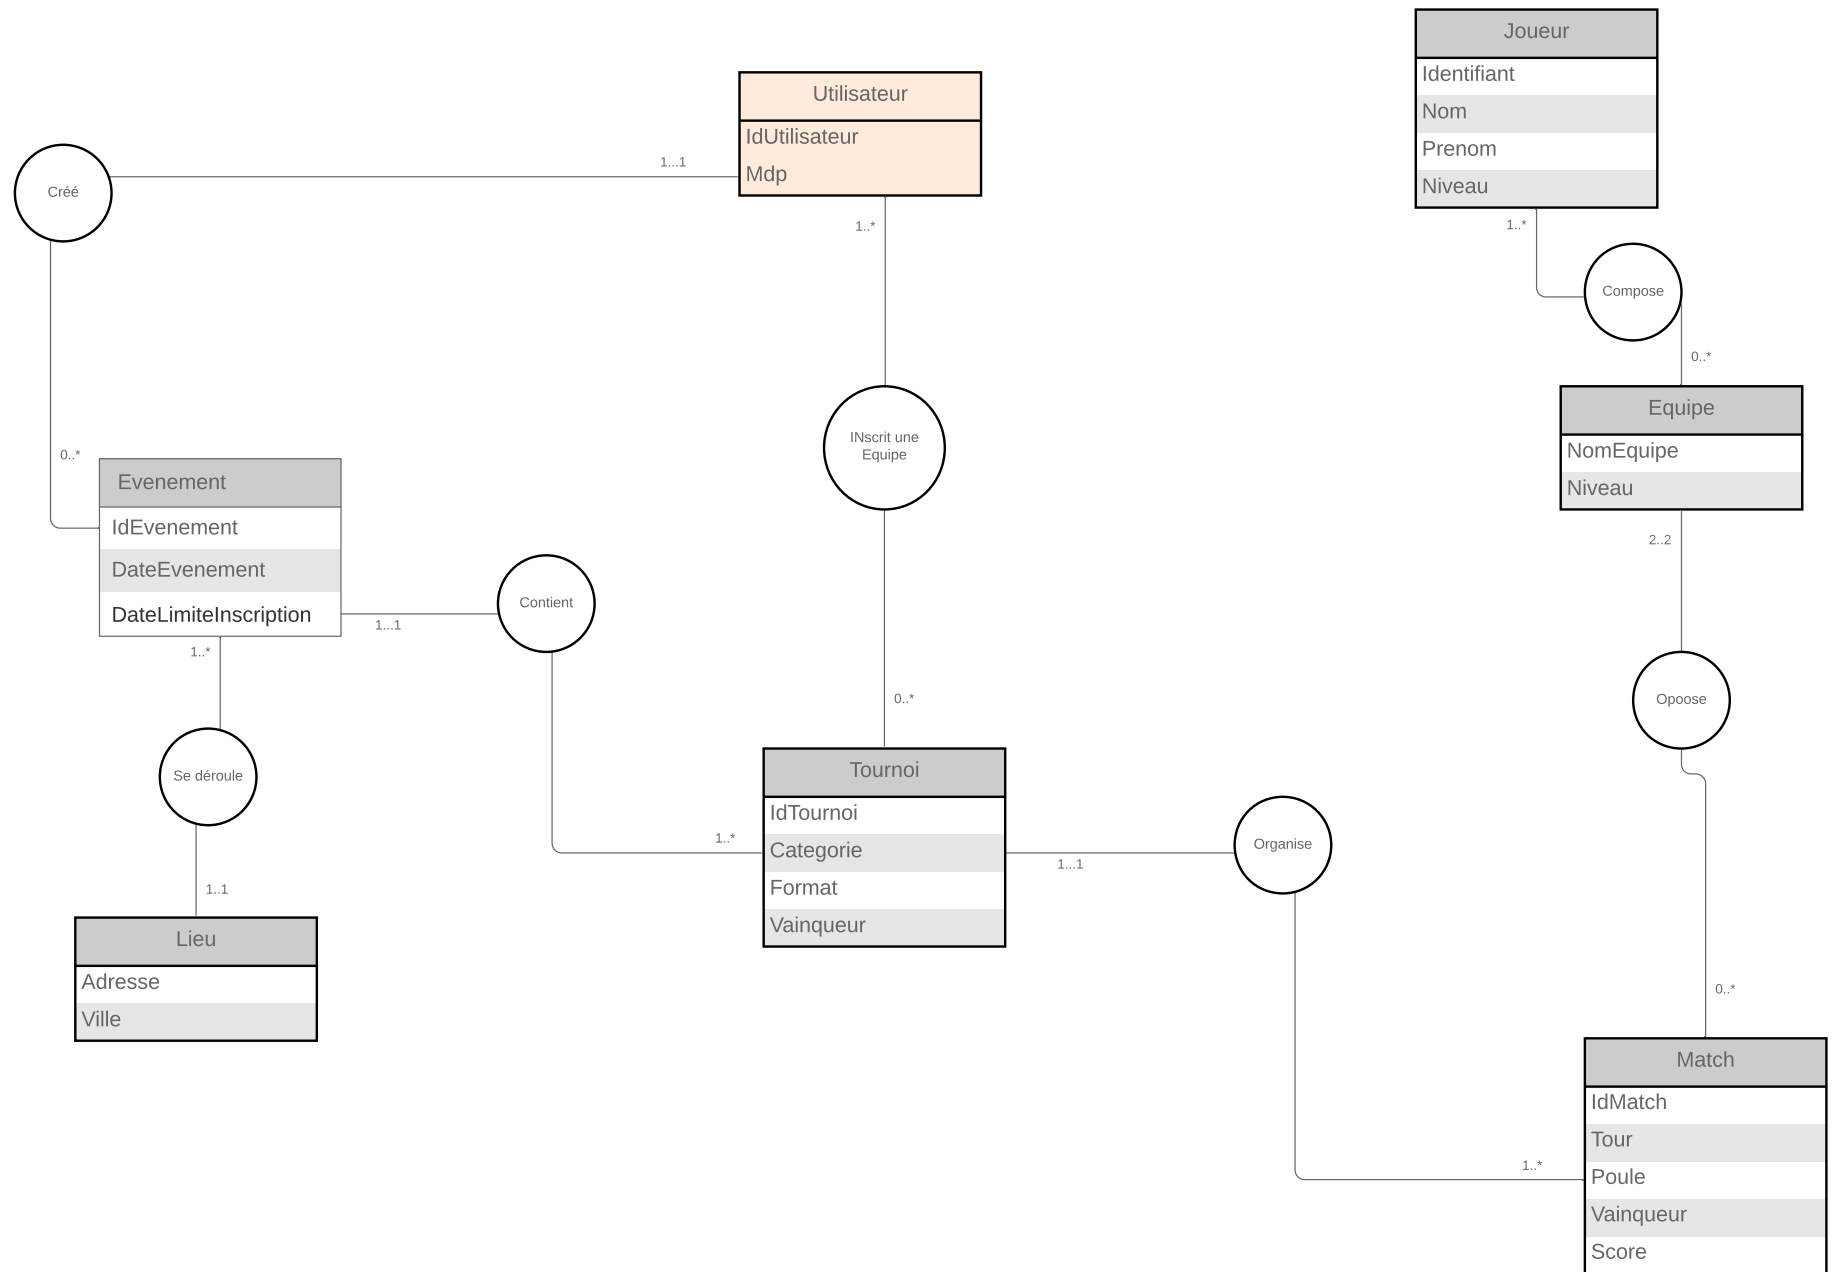 Joueur
Identifiant
Nom
Prenom
Niveau
Utilisateur
IdUtilisateur
Mdp
1...1
Créé
1..*
1..*
Compose
0..*
Equipe
NomEquipe
Niveau
INscrit une
Equipe
0..*
Evenement
IdEvenement
DateEvenement
DateLimiteInscription
2..2
Contient
1...1
1..*
Opoose
0..*
Se déroule
Tournoi
IdTournoi
Categorie
Format
Vainqueur
1..*
Organise
1...1
1..1
Lieu
Adresse
Ville
0..*
Match
IdMatch
Tour
Poule
Vainqueur
Score
1..*